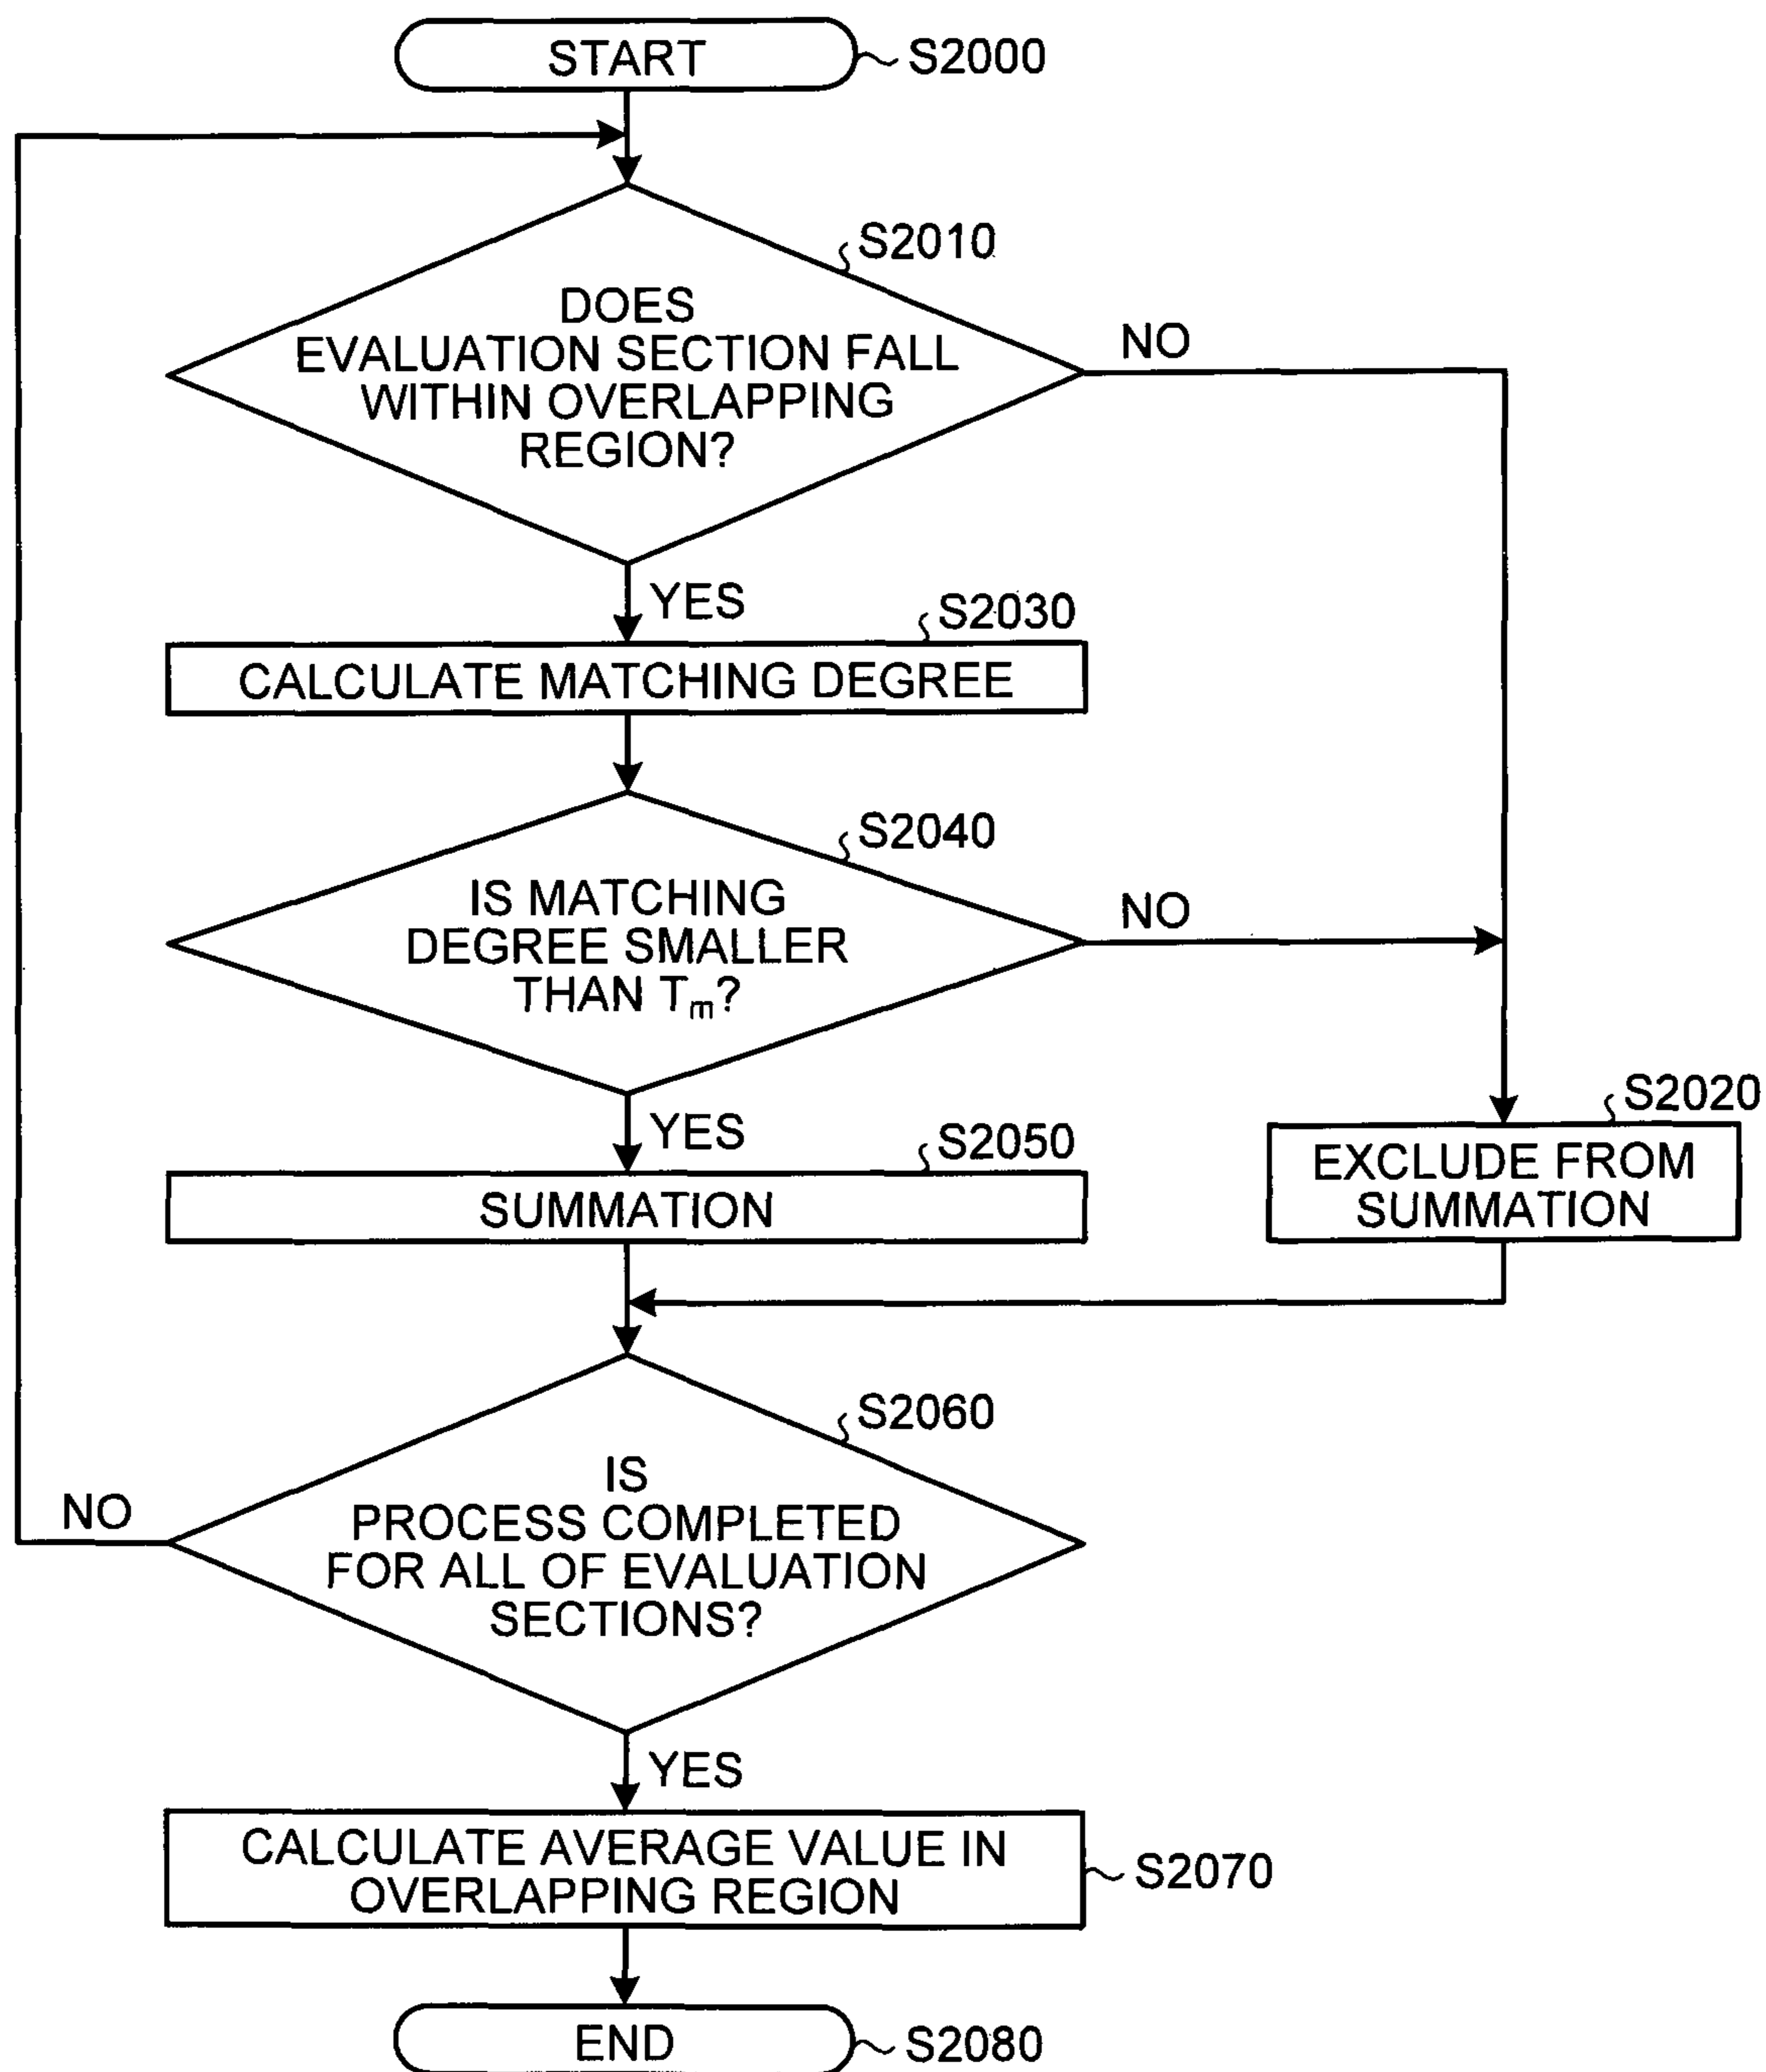 START
S2000
S2010
DOES
EVALUATION SECTION FALL
WITHIN OVERLAPPING
REGION?
NO
YES
S2030
CALCULATE MATCHING DEGREE
S2040
IS MATCHING
DEGREE SMALLER
THAN Tm?
NO
YES
S2050
SUMMATION
S2020
EXCLUDE FROM
SUMMATION
S2060
IS
PROCESS COMPLETED
FOR ALL OF EVALUATION
SECTIONS?
NO
YES
CALCULATE AVERAGE VALUE IN
OVERLAPPING REGION
S2070
END
S2080